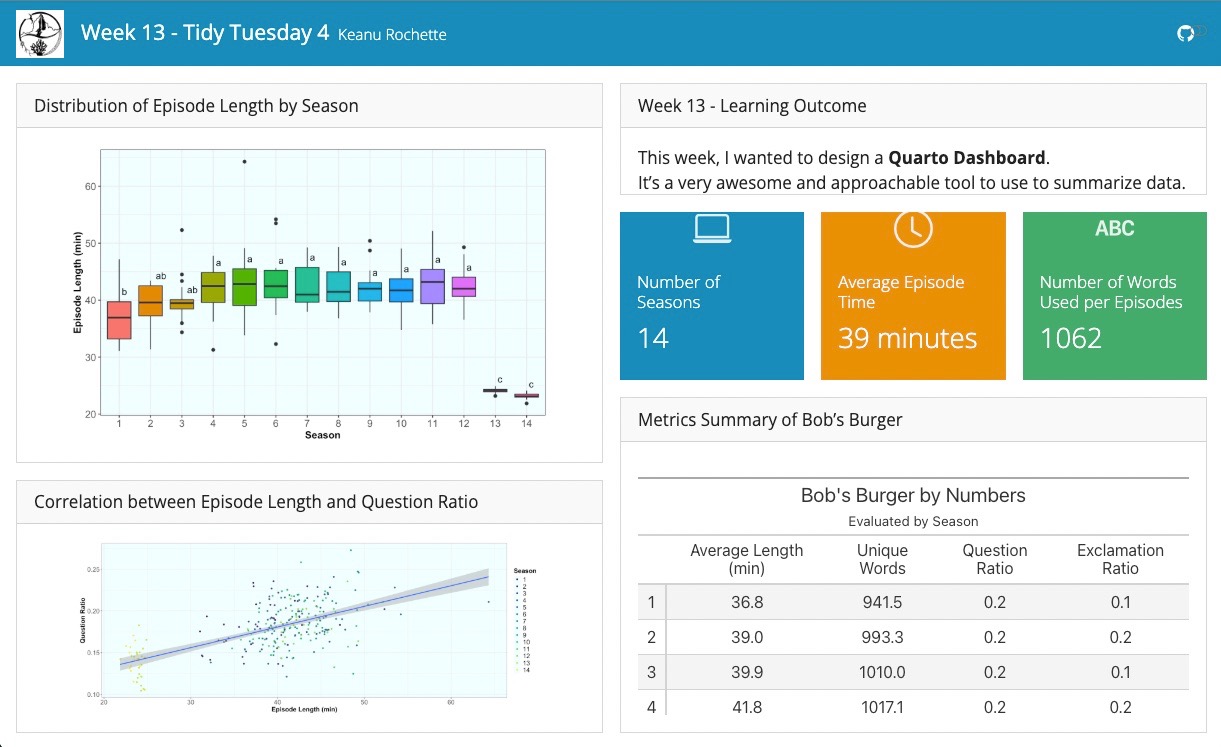 Week 13 - Tidy Tuesday 4 Keanu Rochette
Distribution of Episode Length by Season
Episode Length (min)
60
50
40
30
20
b
ab
ab
a
a
a
a
a
a
a
a
a
c
c
1 2 3 4 5 6 7 8 9 10 11 12 13 14
Season
Correlation between Episode Length and Question Ratio
Question Ratio
0.25
0.20
0.15
0.10
20 30 40 50 60
Episode Length (min)
Season
1
2
3
4
5
6
7
8
9
10
11
12
13
14
Week 13 - Learning Outcome
This week, I wanted to design a Quarto Dashboard.
It’s a very awesome and approachable tool to use to summarize data.
Number of
Seasons
14
Average Episode
Time
39 minutes
ABC
Number of Words
Used per Episodes
1062
Metrics Summary of Bob’s Burger
Bob's Burger by Numbers
Evaluated by Season
Average Length Unique Question Exclamation
(min) Words Ratio Ratio
1 36.8 941.5 0.2 0.1
2 39.0 993.3 0.2 0.2
3 39.9 1010.0 0.2 0.1
4 41.8 1017.1 0.2 0.2